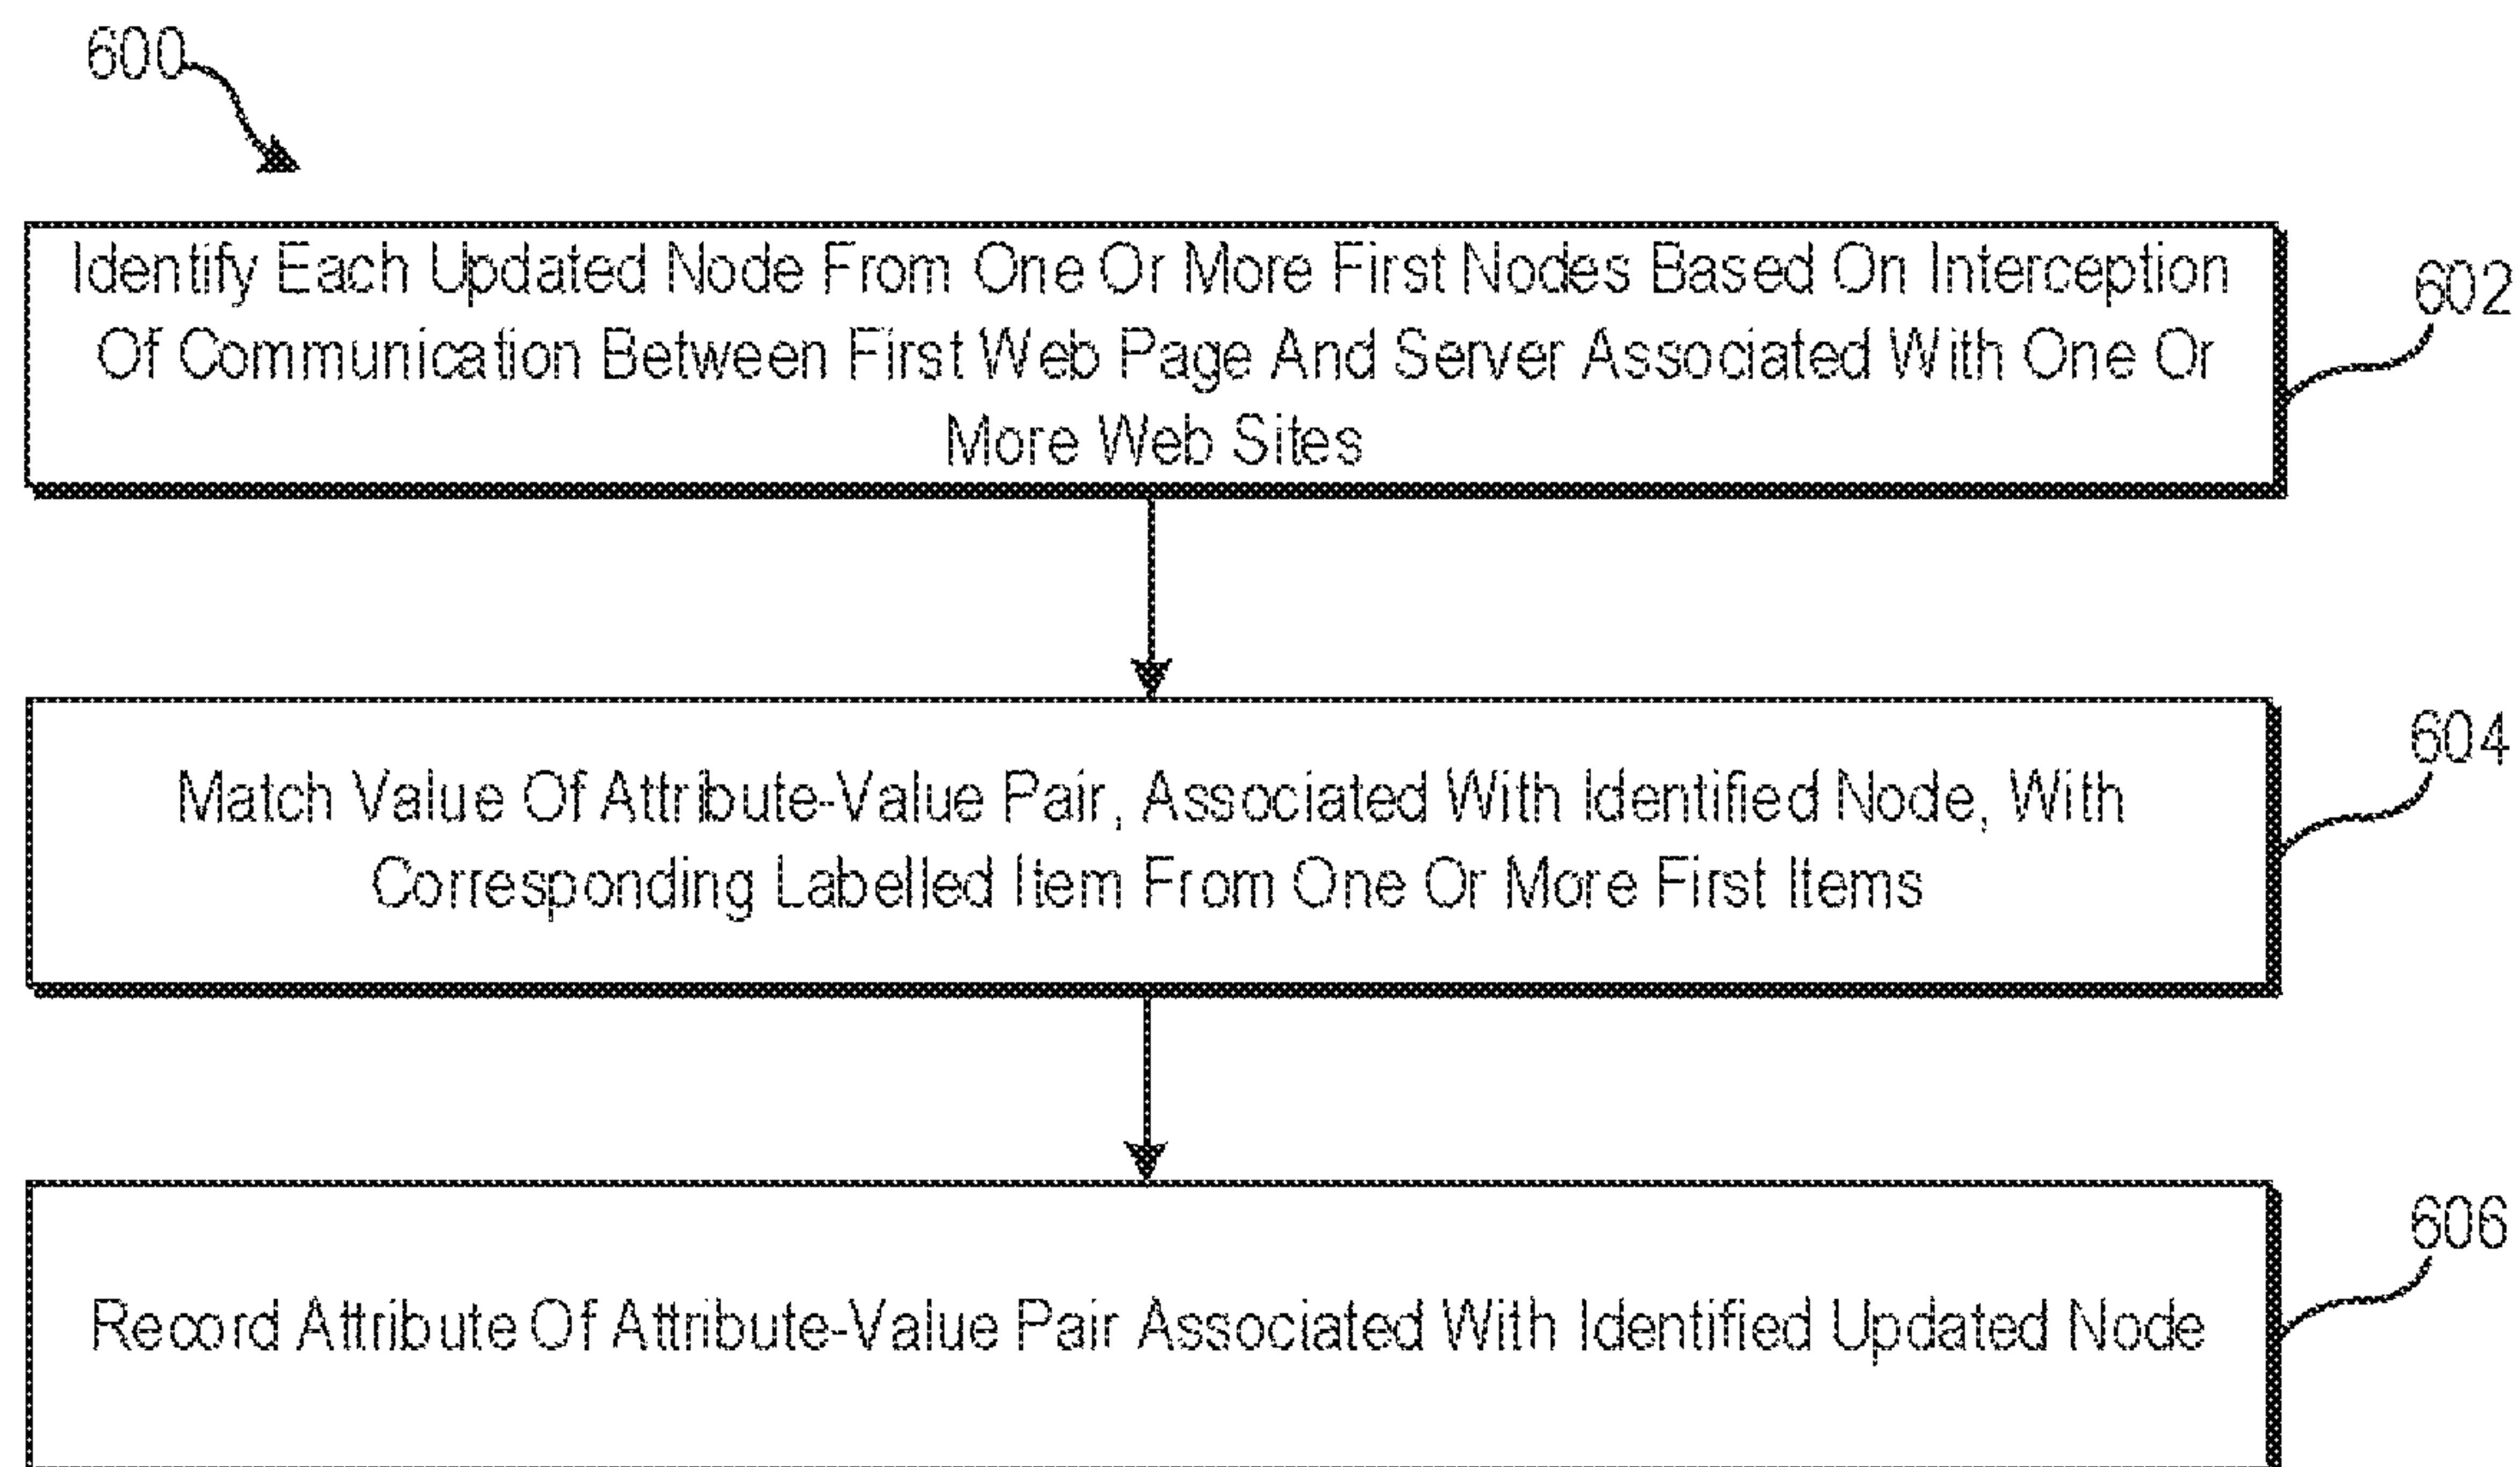 600
Identify Each Updated Node From One Or More First Nodes Based On Interception
Of Communication Between First Web Page And Server Associated With One Or
More Web Sites
602
Match Value Of Attribute-Value Pair, Associated With Identified Node, With
Corresponding Labelled Item From One Or More First Items
604
Record Attribute Of Attribute-Value Pair Associated With Identified Updated Node
606